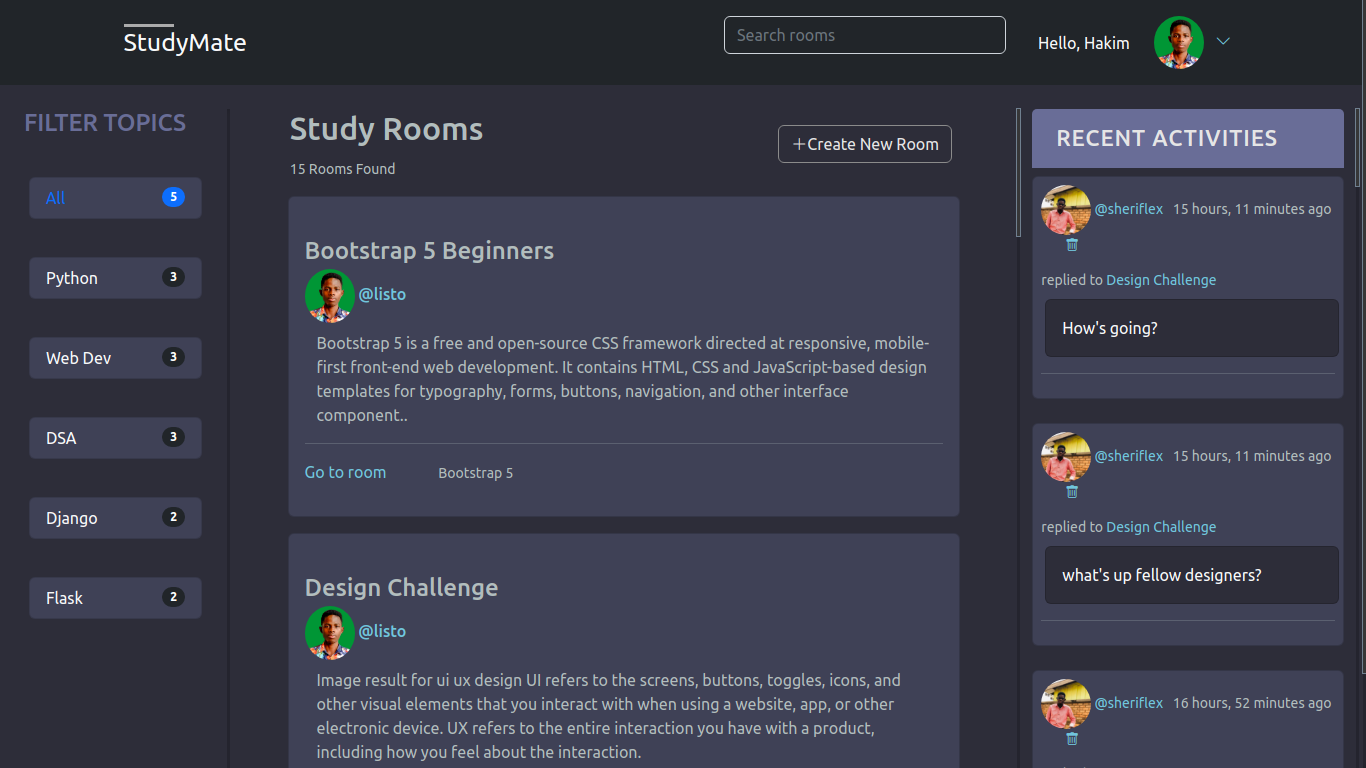 StudyMate
Search rooms
Hello, Hakim
FILTER TOPICS
All 5
Python 3
Web Dev 3
DSA 3
Django 2
Flask 2
Study Rooms
15 Rooms Found
+Create New Room
Bootstrap 5 Beginners
@listo
Bootstrap 5 is a free and open-source CSS framework directed at responsive, mobile-
first front-end web development. It contains HTML, CSS and JavaScript-based design
templates for typography, forms, buttons, navigation, and other interface
component..
Go to room Bootstrap 5
Design Challenge
@listo
Image result for ui ux design UI refers to the screens, buttons, toggles, icons, and
other visual elements that you interact with when using a website, app, or other
electronic device. UX refers to the entire interaction you have with a product,
including how you feel about the interaction.
RECENT ACTIVITIES
@sheriflex 15 hours, 11 minutes ago
replied to Design Challenge
How's going?
@sheriflex 15 hours, 11 minutes ago
replied to Design Challenge
what's up fellow designers?
@sheriflex 16 hours, 52 minutes ago